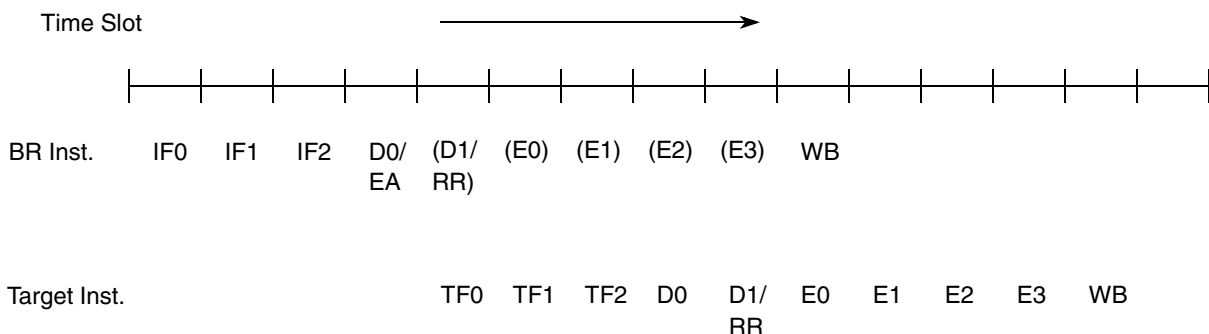 Time Slot
BR Inst. IF0 IF1 IF2 D0/ (D1/ (E0) (E1) (E2) (E3) WB
EA RR)
Target Inst. TF0 TF1 TF2 D0 D1/ E0 E1 E2 E3 WB
RR